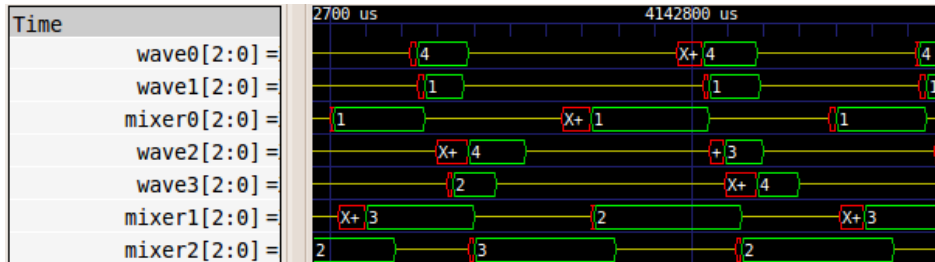 Time 2700 us 4142800 us
wave0[2:0] = 4 X+ 4 4
wave1[2:0] = 1 1 1
mixer0[2:0] = 1 X+ 1 1
wave2[2:0] = X+ 4 + 3
wave3[2:0] = 2 X+ 4
mixer1[2:0] = X+ 3 2 X+ 3
mixer2[2:0] = 2 3 2